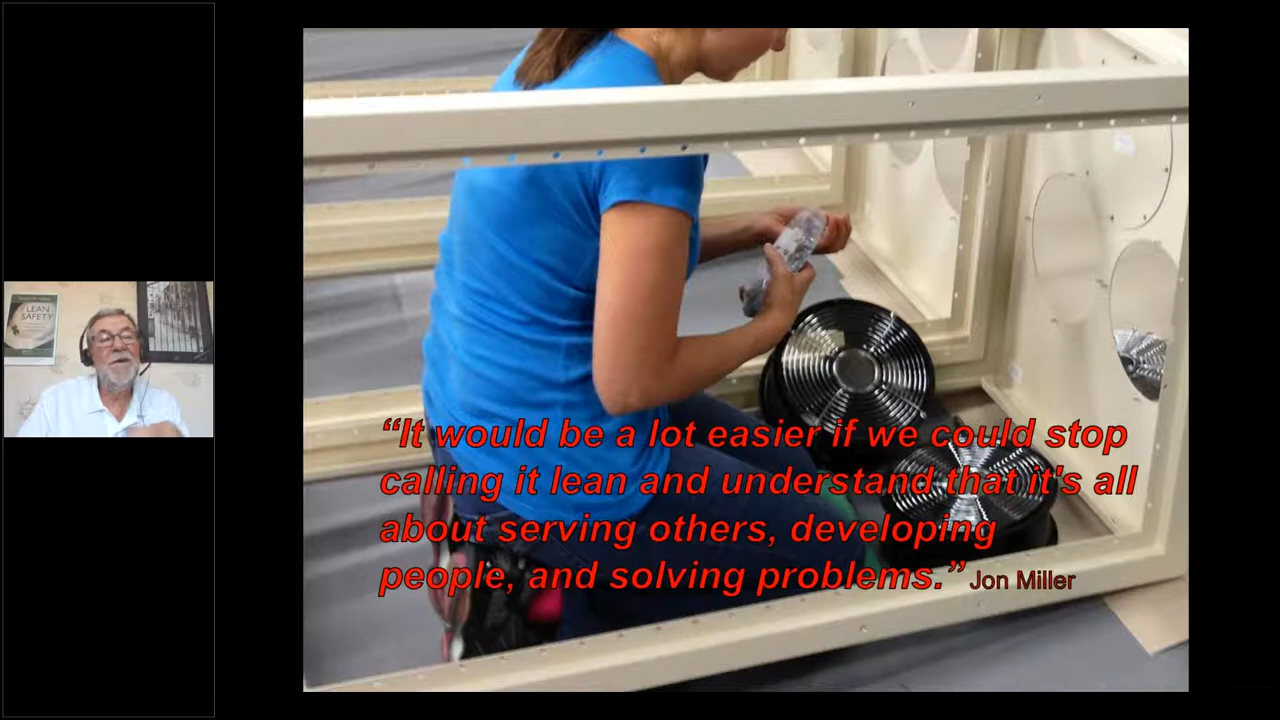 LEAN
SAFETY
“It would be a lot easier if we could stop
calling it lean and understand that it's all
about serving others, developing
people, and solving problems.” Jon Miller